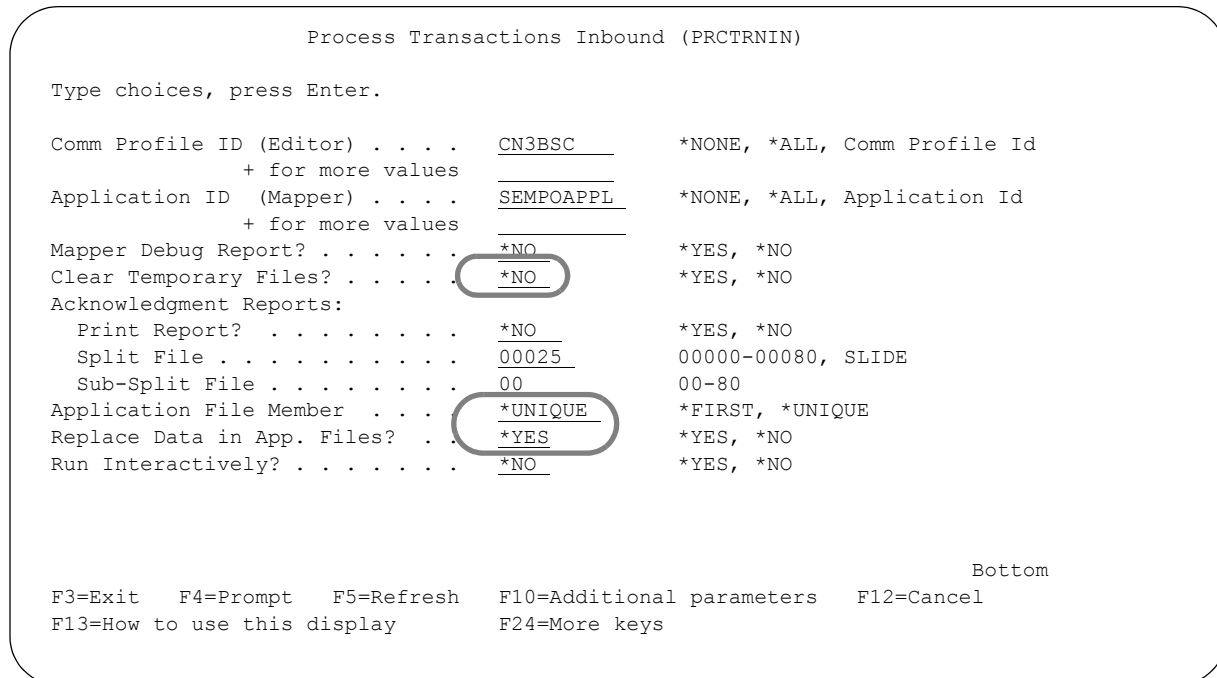 Process Transactions Inbound (PRCTRNIN)
Type choices, press Enter.
Comm Profile ID (Editor) . . . . CN3BSC *NONE, *ALL, Comm Profile Id
+ for more values
Application ID (Mapper) . . . . SEMPOAPPL *NONE, *ALL, Application Id
+ for more values
Mapper Debug Report? . . . . . . *NO *YES, *NO
Clear Temporary Files? . . . . . *NO *YES, *NO
Acknowledgment Reports:
Print Report? . . . . . . . . *NO *YES, *NO
Split File . . . . . . . . . . 00025 00000-00080, SLIDE
Sub-Split File . . . . . . . . 00 00-80
Application File Member . . . . *UNIQUE *FIRST, *UNIQUE
Replace Data in App. Files? . . *YES *YES, *NO
Run Interactively? . . . . . . . *NO *YES, *NO
Bottom
F3=Exit F4=Prompt F5=Refresh F10=Additional parameters F12=Cancel
F13=How to use this display F24=More keys